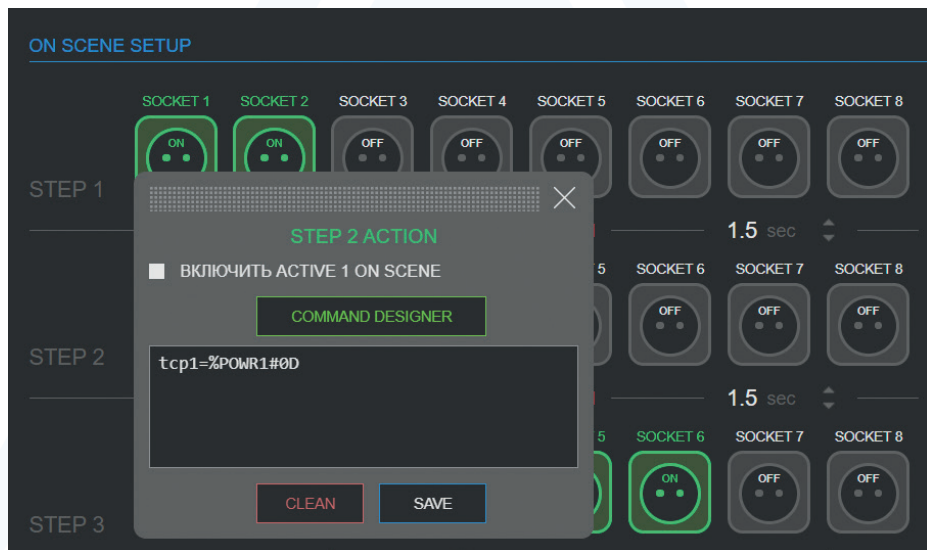 ON SCENE SETUP
SOCKET 1 SOCKET 2 SOCKET 3 SOCKET 4 SOCKET 5 SOCKET 6 SOCKET 7 SOCKET 8
ON ON OFF OFF OFF OFF OFF OFF
STEP 1
1.5 sec
STEP 2 ACTION
ВКЛЮЧИТЬ ACTIVE 1 ON SCENE
COMMAND DESIGNER
tcp1=%POWR1#0D
CLEAN SAVE
5 SOCKET 6 SOCKET 7 SOCKET 8
OFF OFF OFF
STEP 2
1.5 sec
5 SOCKET 6 SOCKET 7 SOCKET 8
ON OFF OFF
STEP 3